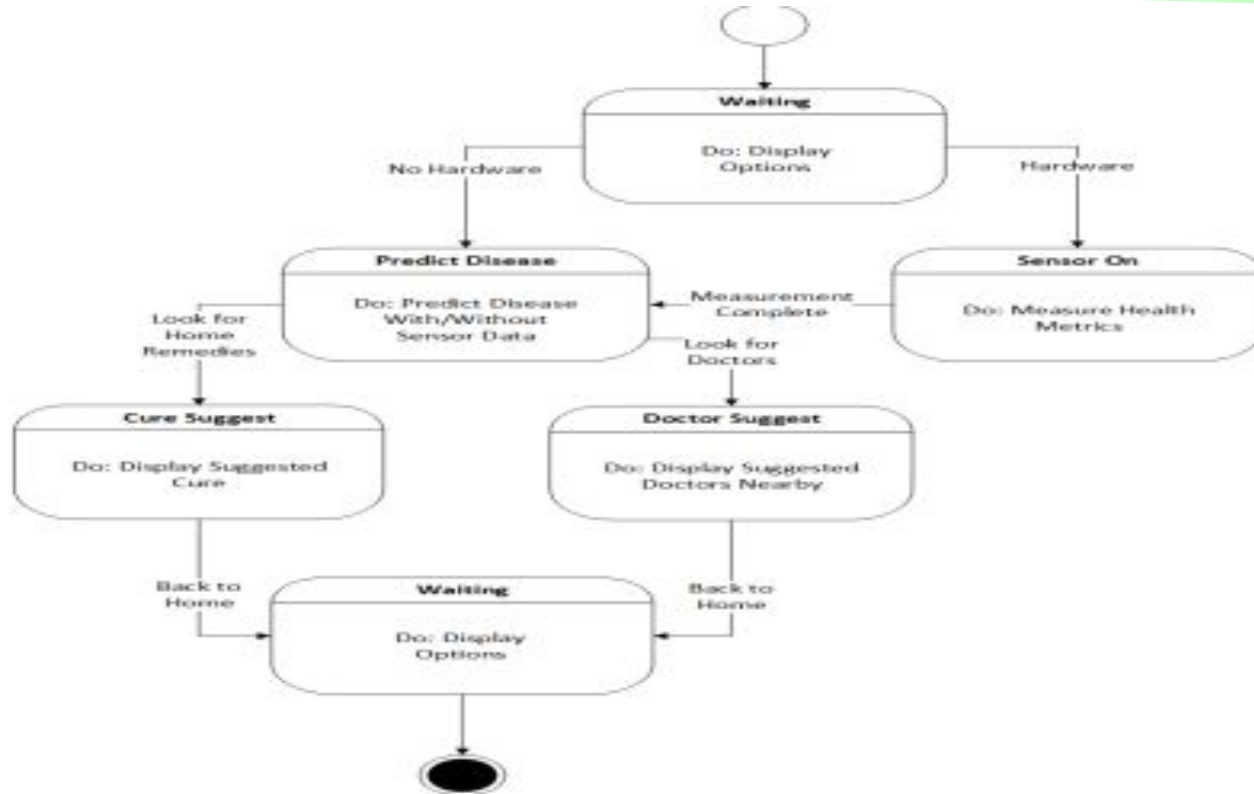 Waiting
Do: Display
Options
No Hardware
Hardware
Predict Disease
Do: Predict Disease
With/Without
Sensor Data
Measurement
Complete
Sensor On
Do: Measure Health
Metrics
Look for
Home
Remedies
Look for
Doctors
Cure Suggest
Do: Display Suggested
Cure
Doctor Suggest
Do: Display Suggested
Doctors Nearby
Back to
Home
Waiting
Do: Display
Options
Back to
Home